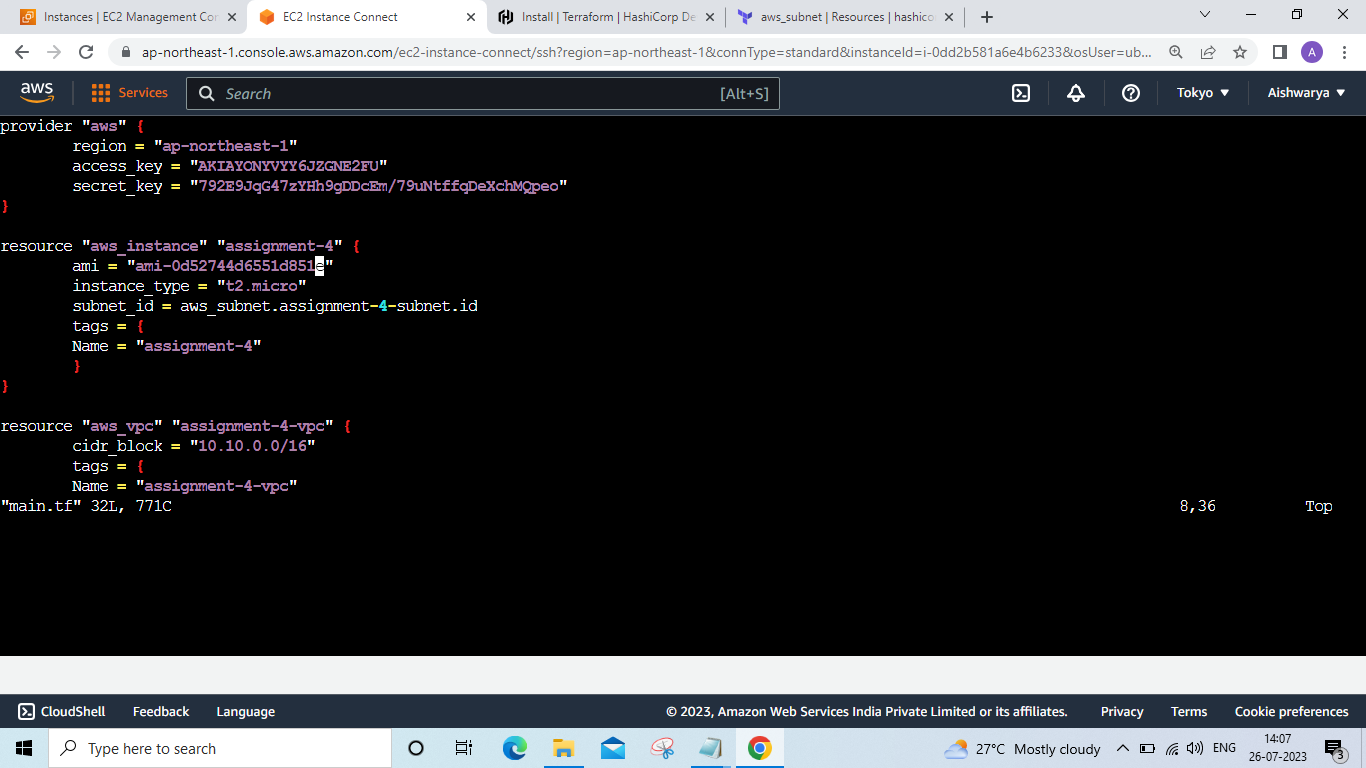 Instances | EC2 Management Con
EC2 Instance Connect
Install | Terraform | HashiCorp De
aws_subnet | Resources | hashico
ap-northeast-1.console.aws.amazon.com/ec2-instance-connect/ssh?region=ap-northeast-1&connType=standard&instanceId=i-0dd2b581a6e4b6233&osUser=ub...
A
aws
Services
Search
[Alt+S]
Tokyo
Aishwarya
provider "aws" {
region = "ap-northeast-1"
access_key = "AKIAYONYVYY6JZGNE2FU"
secret_key = "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"
}
resource "aws_instance" "assignment-4" {
ami = "ami-0d52744d6551d851e"
instance_type = "t2.micro"
subnet_id = aws_subnet.assignment-4-subnet.id
tags = {
Name = "assignment-4"
}
}
resource "aws_vpc" "assignment-4-vpc" {
cidr_block = "10.10.0.0/16"
tags = {
Name = "assignment-4-vpc"
"main.tf" 32L, 771C 8,36 Top
CloudShell
Feedback
Language
© 2023, Amazon Web Services India Private Limited or its affiliates.
Privacy
Terms
Cookie preferences
Type here to search
27°C Mostly cloudy
ENG
14:07
26-07-2023
3